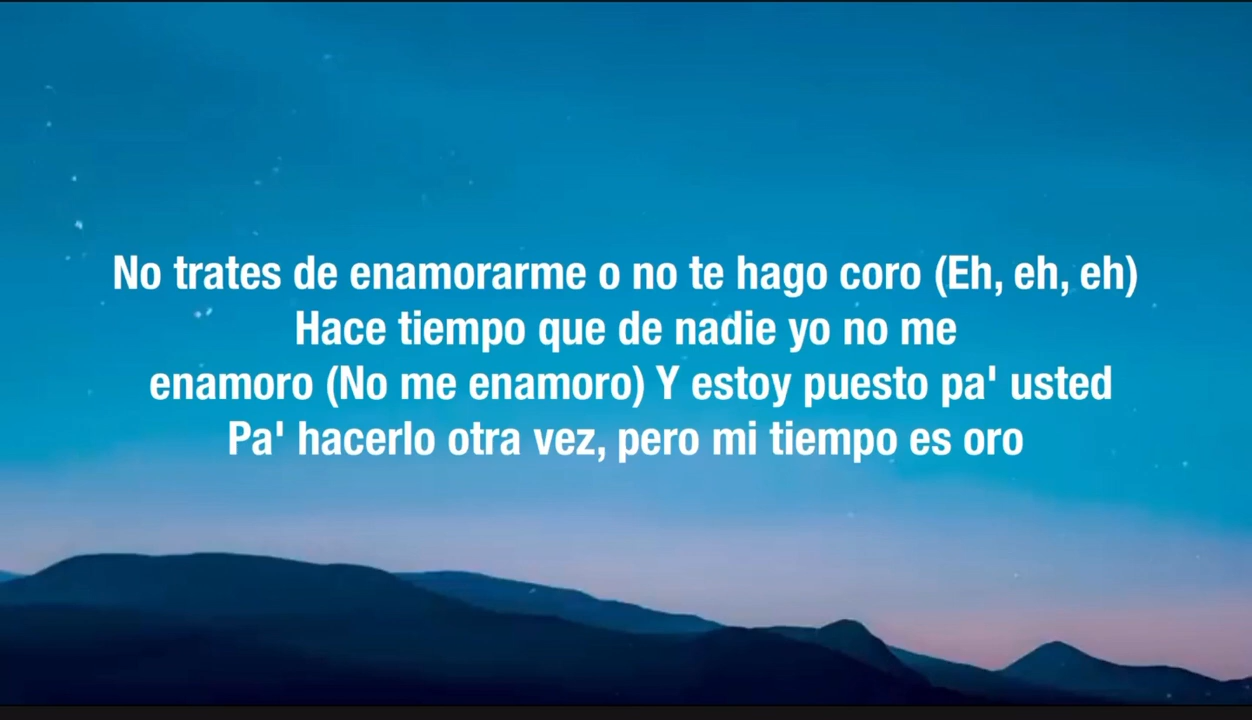 No trates de enamorarme o no te hago coro (Eh, eh, eh)
Hace tiempo que de nadie yo no me
enamoro (No me enamoro) Y estoy puesto pa' usted
Pa' hacerlo otra vez, pero mi tiempo es oro